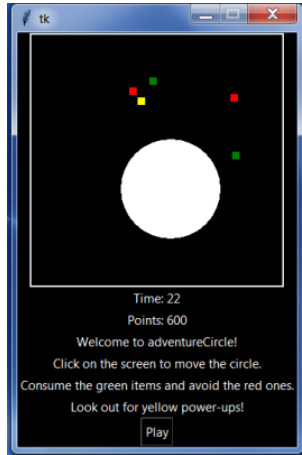 tk
Time: 22
Points: 600
Welcome to adventureCircle!
Click on the screen to move the circle.
Consume the green items and avoid the red ones.
Look out for yellow power-ups!
Play